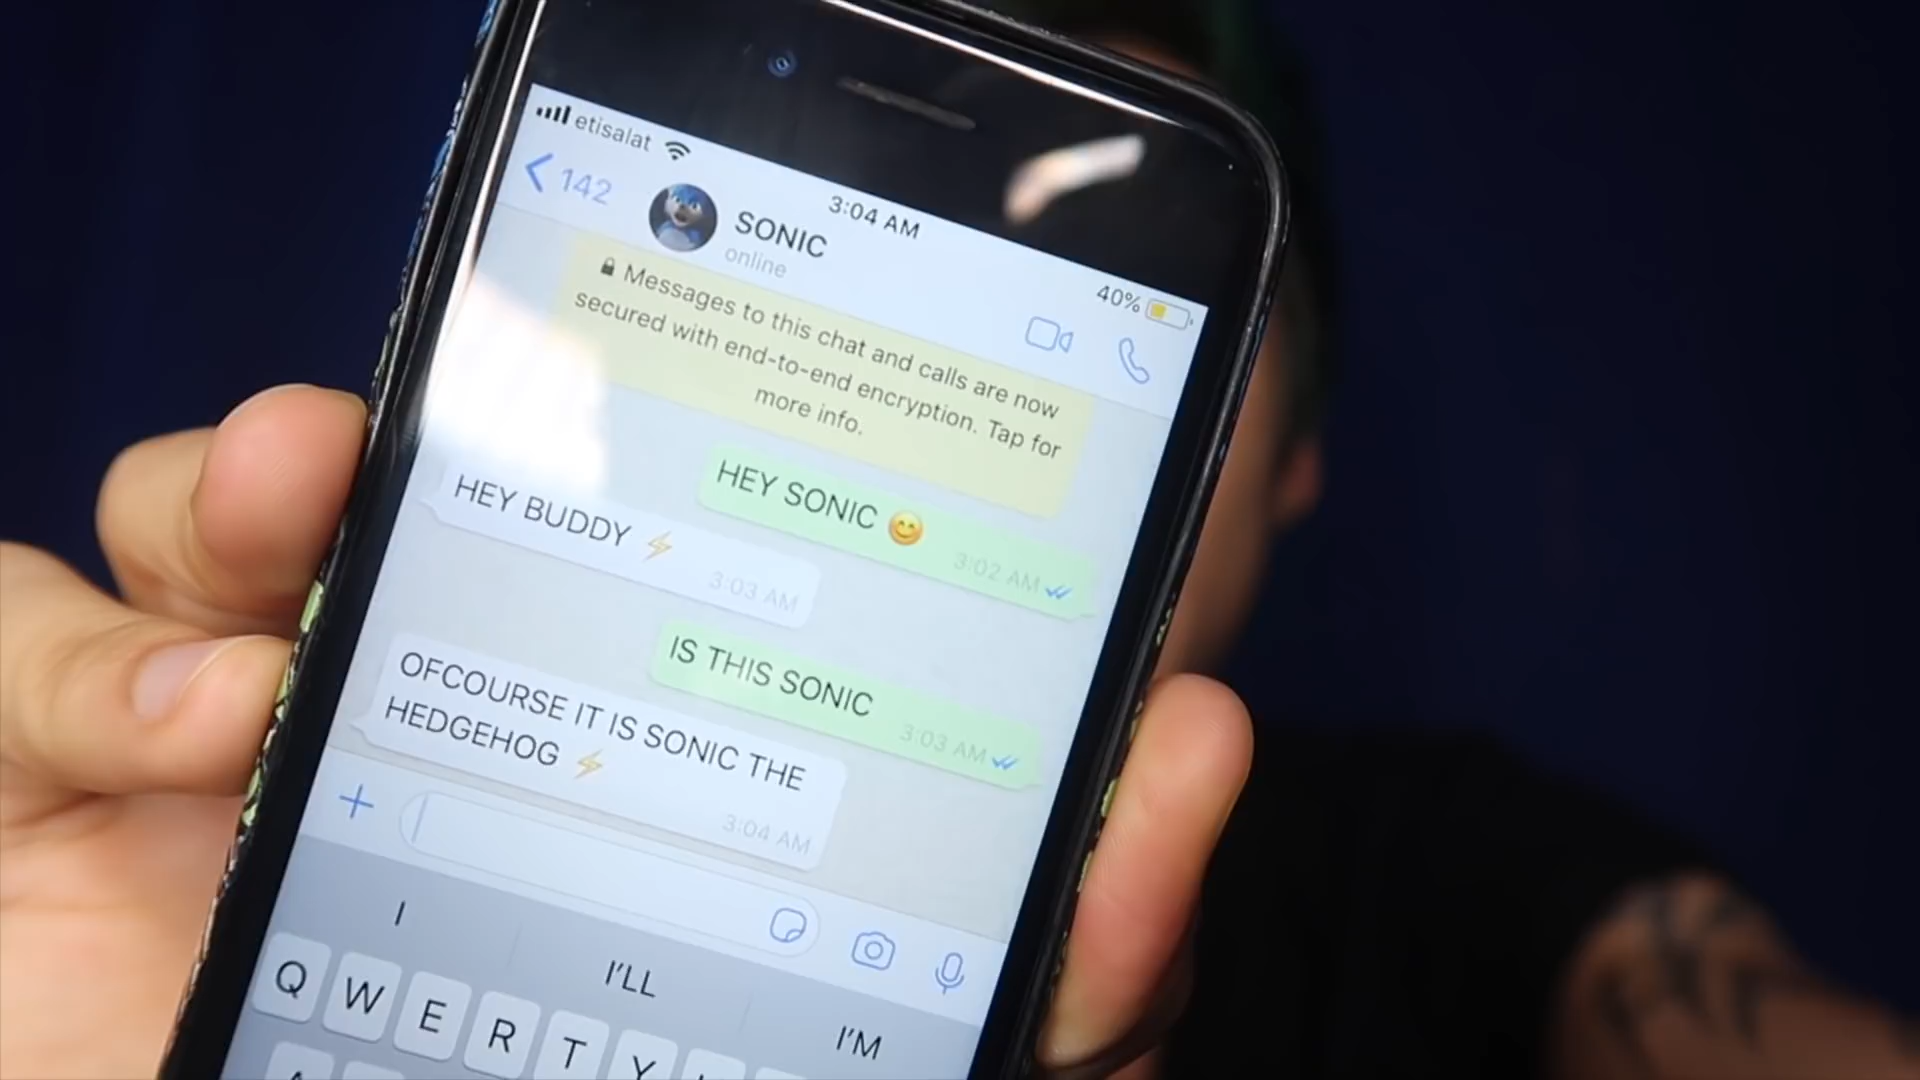 etisalat
3:04 AM
40%
142
SONIC
online
Messages to this chat and calls are now
secured with end-to-end encryption. Tap for
more info.
HEY SONIC 😊
3:02 AM
HEY BUDDY ⚡
3:03 AM
IS THIS SONIC
3:03 AM
OFCOURSE IT IS SONIC THE
HEDGEHOG ⚡
3:04 AM
I I'LL I'M
Q W E R T Y